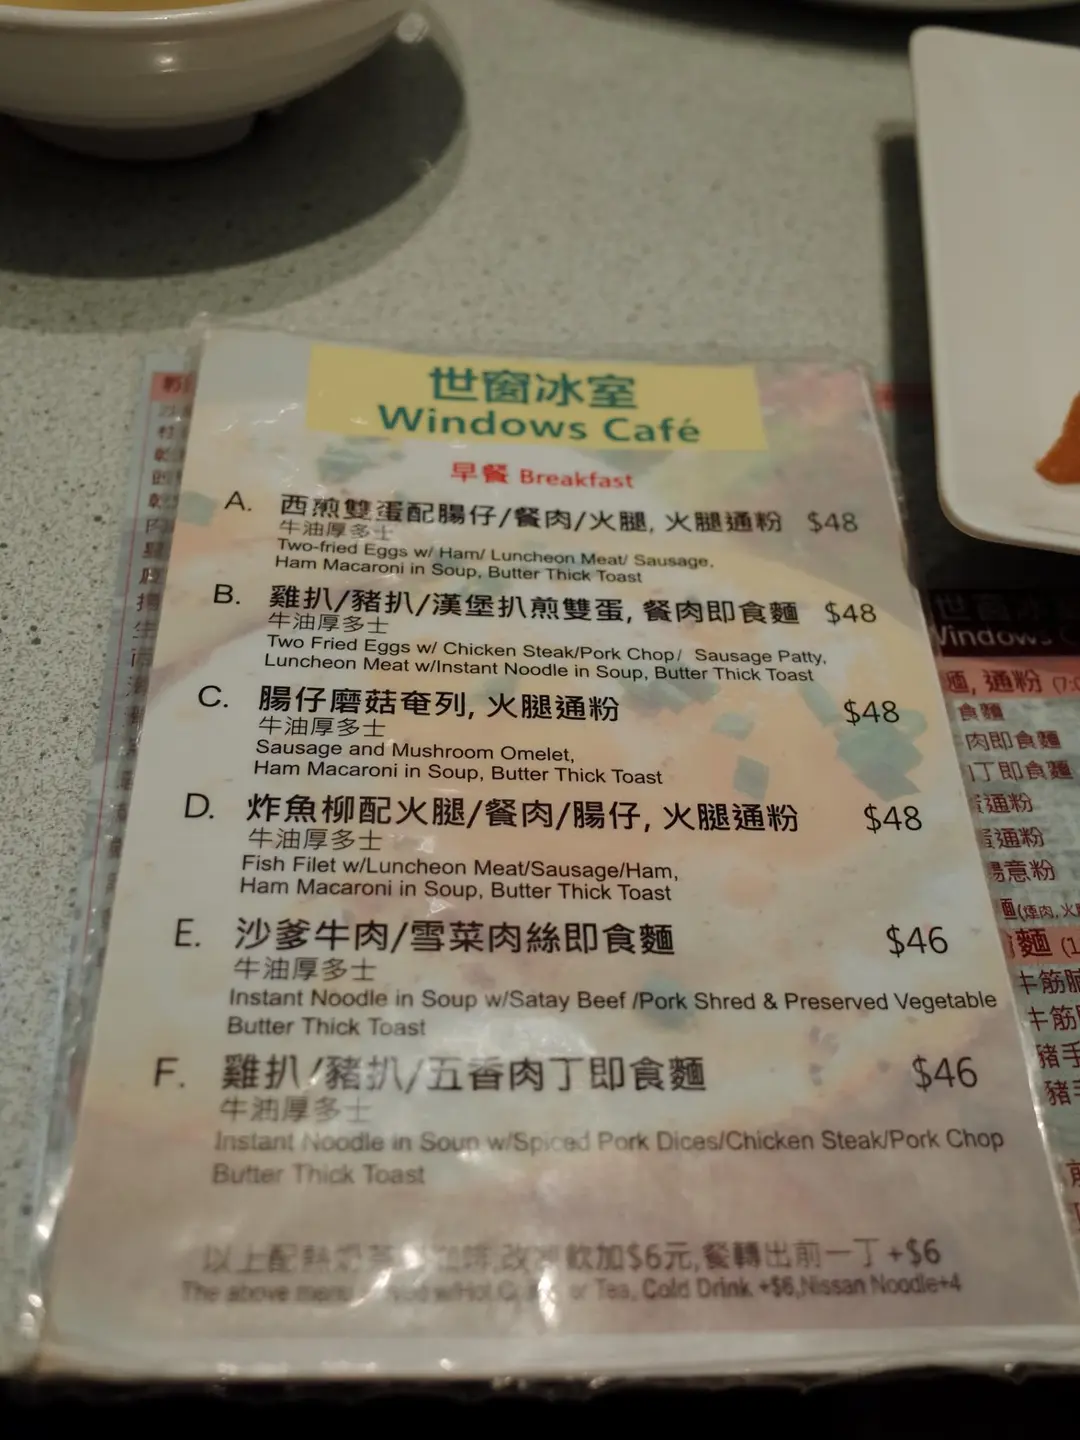 世窗冰室
Windows Café
早餐 Breakfast
A. 西煎雙蛋配腸仔/餐肉/火腿, 火腿通粉 $48
牛油厚多士
Two-fried Eggs w/ Ham/ Luncheon Meat/ Sausage,
Ham Macaroni in Soup, Butter Thick Toast
B. 雞扒/豬扒/漢堡扒煎雙蛋, 餐肉即食麵 $48
牛油厚多士
Two Fried Eggs w/ Chicken Steak/Pork Chop/ Sausage Patty,
Luncheon Meat w/Instant Noodle in Soup, Butter Thick Toast
C. 腸仔磨菇奄列, 火腿通粉 $48
牛油厚多士
Sausage and Mushroom Omelet,
Ham Macaroni in Soup, Butter Thick Toast
D. 炸魚柳配火腿/餐肉/腸仔, 火腿通粉 $48
牛油厚多士
Fish Filet w/Luncheon Meat/Sausage/Ham,
Ham Macaroni in Soup, Butter Thick Toast
E. 沙爹牛肉/雪菜肉絲即食麵 $46
牛油厚多士
Instant Noodle in Soup w/Satay Beef /Pork Shred & Preserved Vegetable
Butter Thick Toast
F. 雞扒/豬扒/五香肉丁即食麵 $46
牛油厚多士
Instant Noodle in Soup w/Spiced Pork Dices/Chicken Steak/Pork Chop
Butter Thick Toast
以上配熱奶 啡,改 飲加$6元,餐轉出前一丁+$6
The above menu w/Hot or Tea, Cold Drink +$6,Nissan Noodle+4
世窗冰
Windows
麵, 通粉
食麵
肉即食麵
丁即食麵
通粉
蛋通粉
腸意粉
麵
牛筋
牛筋
豬手
豬手